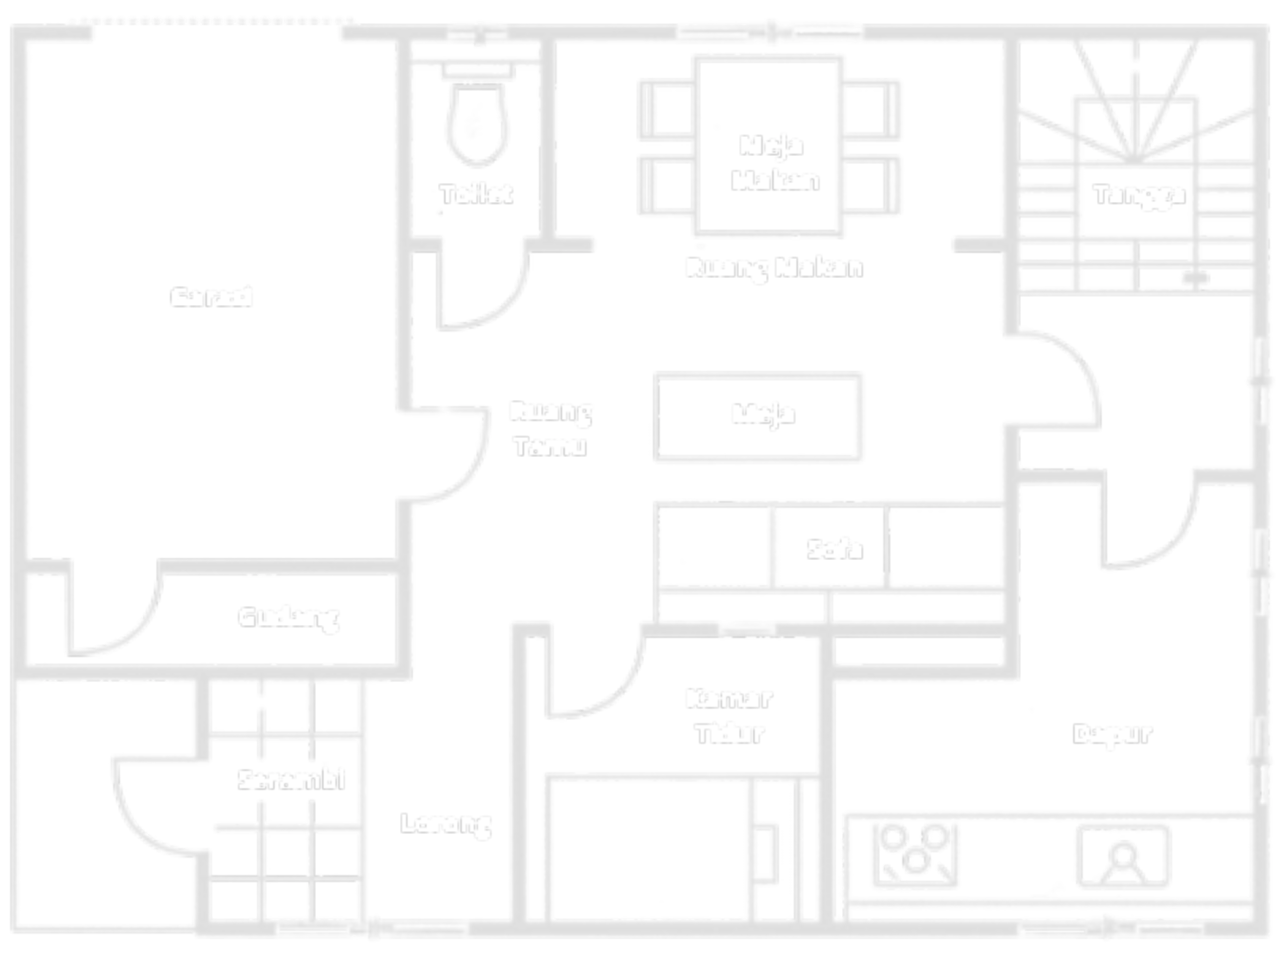 Meja
Makan
Toilet
Tangga
Ruang Makan
Garasi
Ruang
Tamu
Meja
Sofa
Gudang
Kamar
Tidur
Dapur
Serambi
Lorong